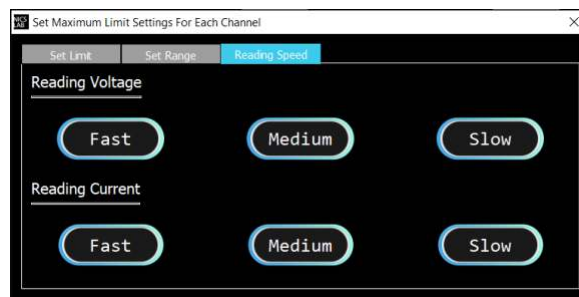 NCS LAB Set Maximum Limit Settings For Each Channel
Set Limit Set Range Reading Speed
Reading Voltage
Fast Medium Slow
Reading Current
Fast Medium Slow